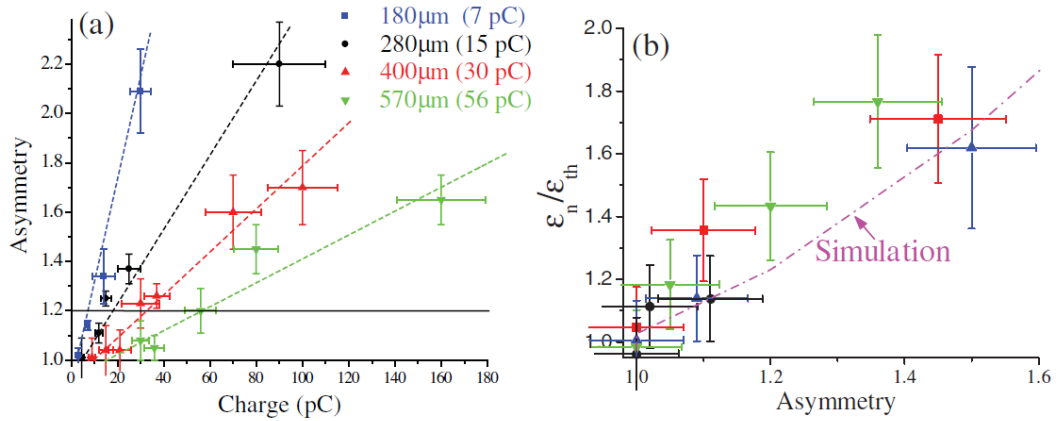 (a)
180μm (7 pC)
280μm (15 pC)
400μm (30 pC)
570μm (56 pC)
2.2
2.0
1.8
1.6
1.4
1.2
1.0
Asymmetry
0 20 40 60 80 100 120 140 160 180
Charge (pC)
(b)
2.0
1.8
1.6
1.4
1.2
1.0
εn/εth
Simulation
1.0 1.2 1.4 1.6
Asymmetry